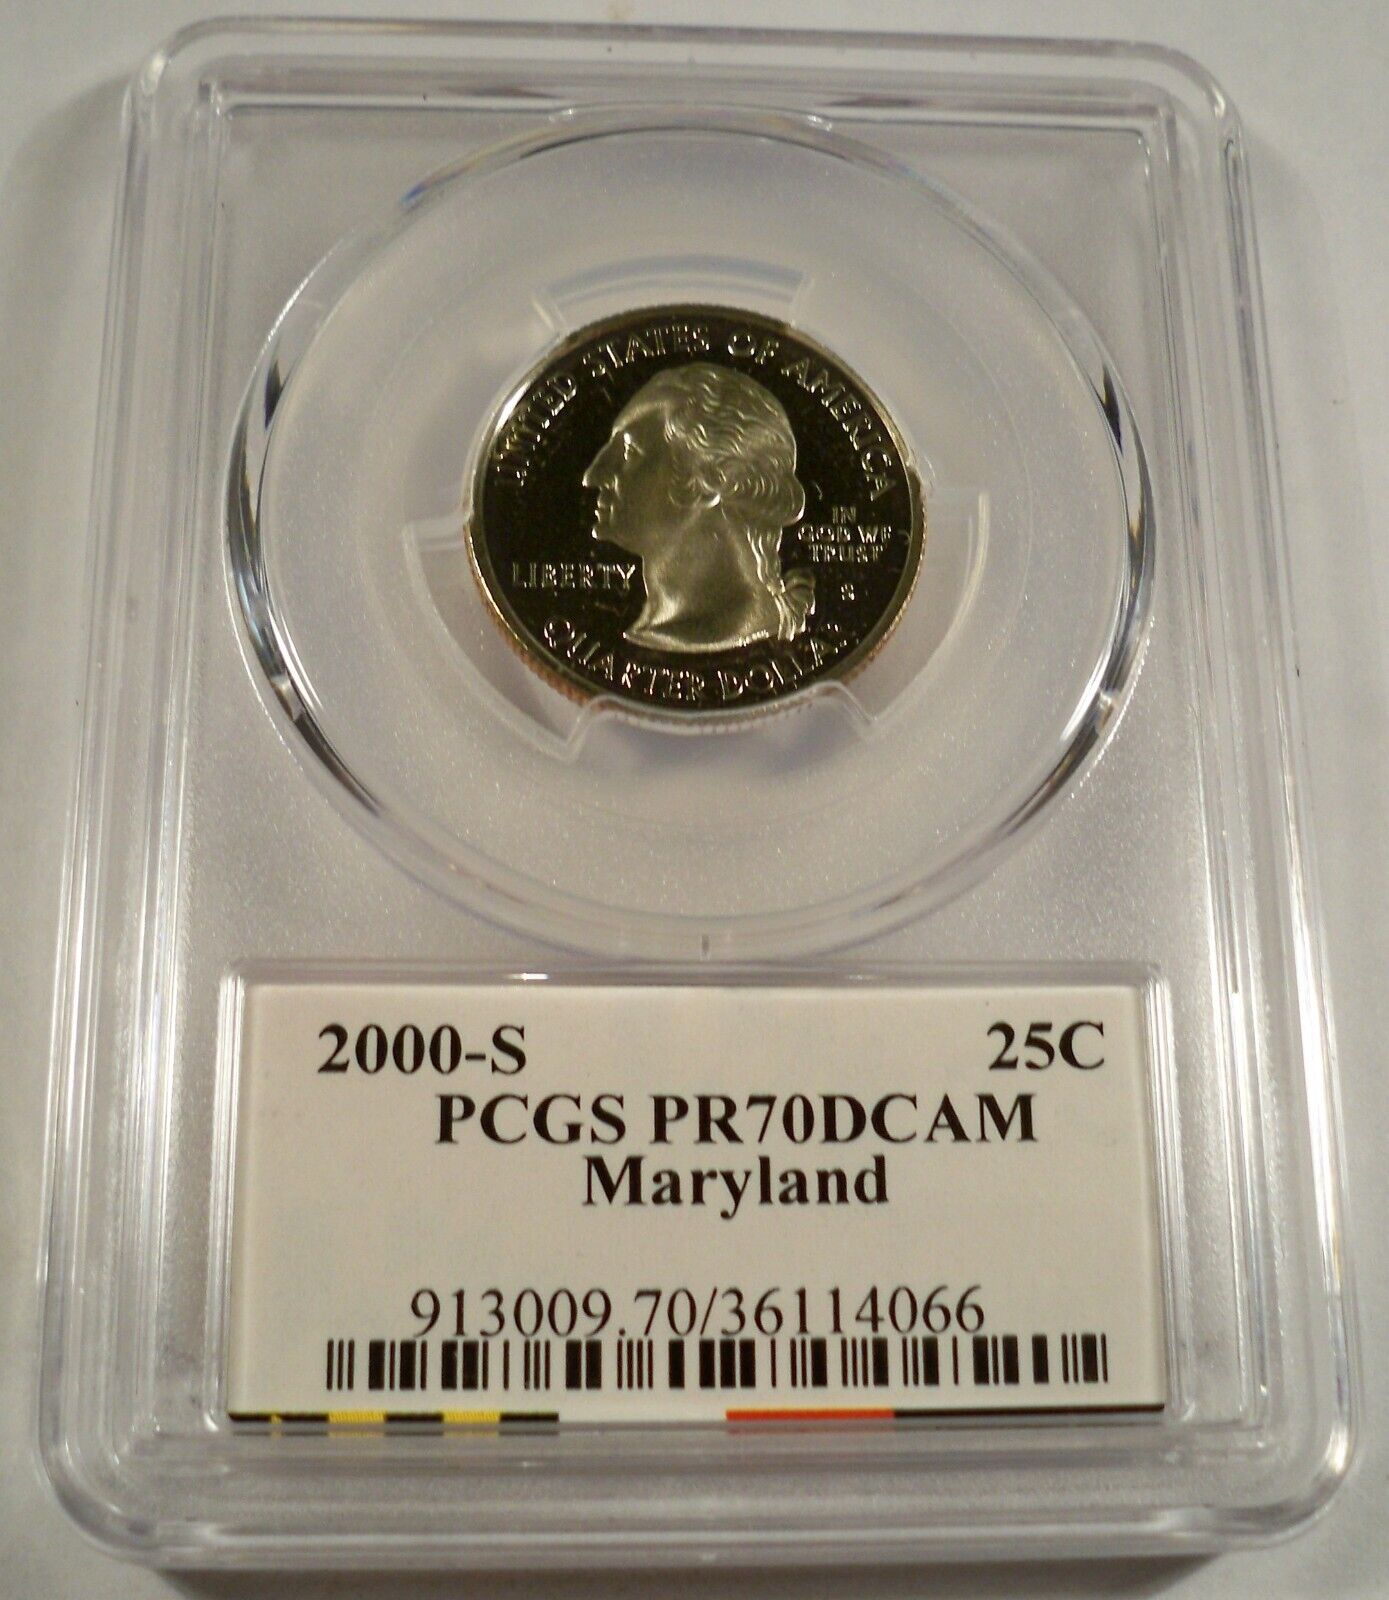 UNITED STATES OF AMERICA
IN
GOD WE
TRUST
LIBERTY
S
QUARTER DOLLAR
2000-S 25C
PCGS PR70DCAM
Maryland
913009.70/36114066